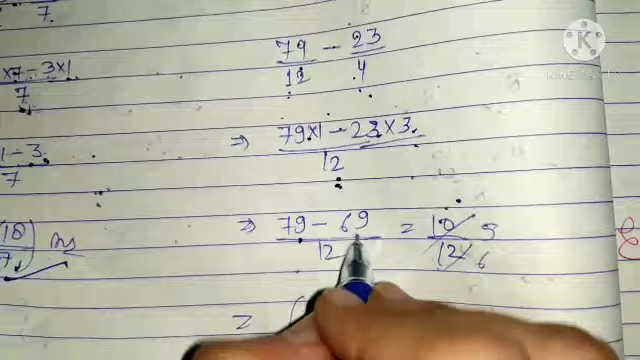 7
79/12 - 23/4
×7 - 3×1/7
⇒ 79×1 - 23×3/12
1 - 3/7
⇒ 79 - 69/12 = 10/12 5/6
(18/7 Ans
= (
K
KINEMASTER